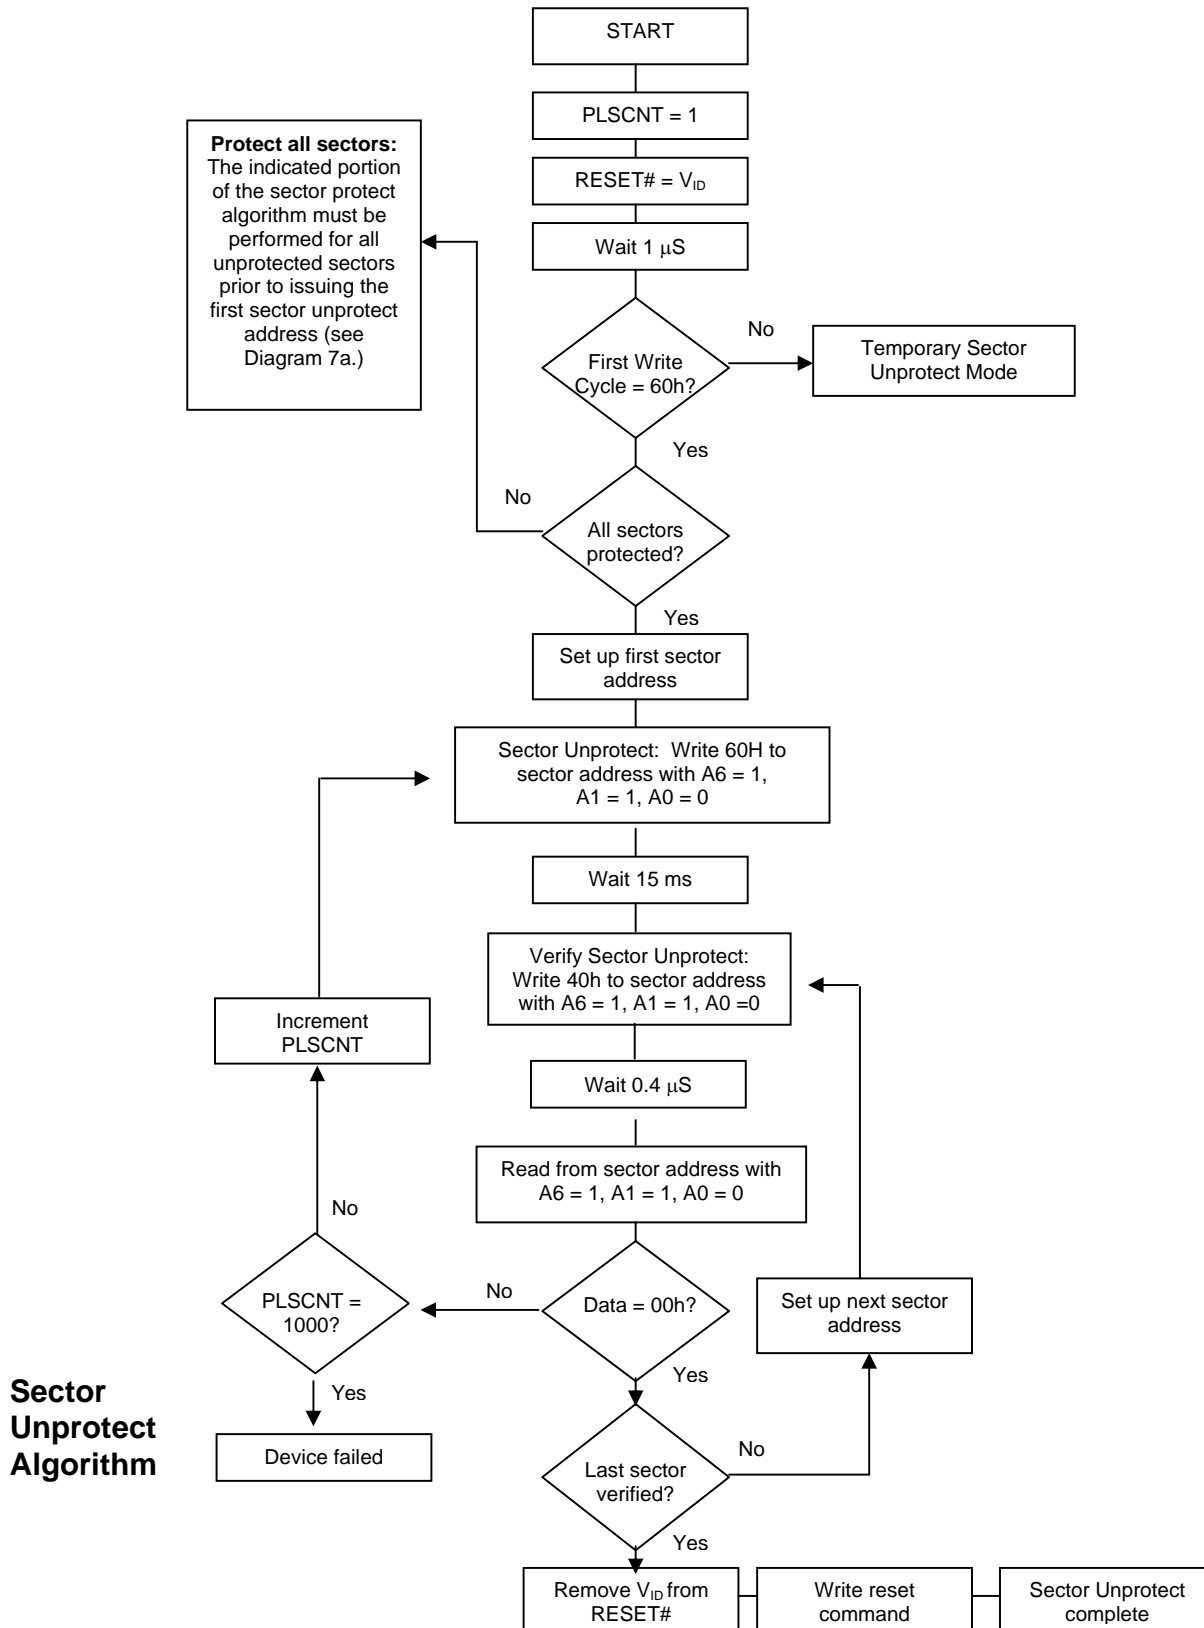 START
PLSCNT = 1
RESET# = VID
Wait 1 μS
Protect all sectors:
The indicated portion
of the sector protect
algorithm must be
performed for all
unprotected sectors
prior to issuing the
first sector unprotect
address (see
Diagram 7a.)
First Write
Cycle = 60h?
No
Temporary Sector
Unprotect Mode
Yes
No
All sectors
protected?
Yes
Set up first sector
address
Sector Unprotect: Write 60H to
sector address with A6 = 1,
A1 = 1, A0 = 0
Wait 15 ms
Verify Sector Unprotect:
Write 40h to sector address
with A6 = 1, A1 = 1, A0 =0
Increment
PLSCNT
Wait 0.4 μS
Read from sector address with
A6 = 1, A1 = 1, A0 = 0
No
PLSCNT =
1000?
No
Data = 00h?
Set up next sector
address
Yes
Yes
Device failed
Sector
Unprotect
Algorithm
Last sector
verified?
No
Yes
Remove VID from
RESET#
Write reset
command
Sector Unprotect
complete